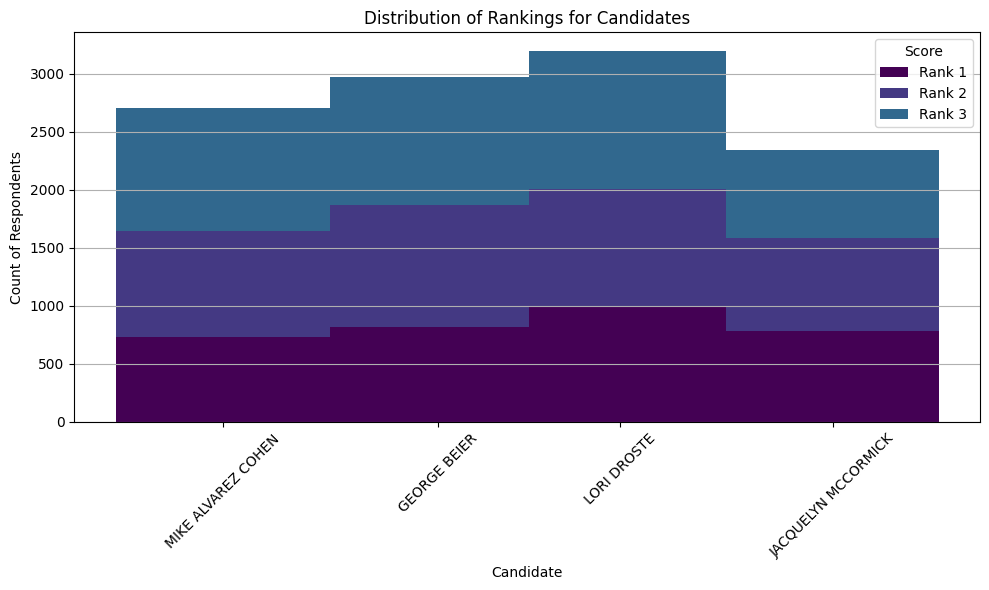 Distribution of Rankings for Candidates
Score
Rank 1
Rank 2
Rank 3
Count of Respondents
3000
2500
2000
1500
1000
500
0
MIKE ALVAREZ COHEN
GEORGE BEIER
LORI DROSTE
JACQUELYN MCCORMICK
Candidate